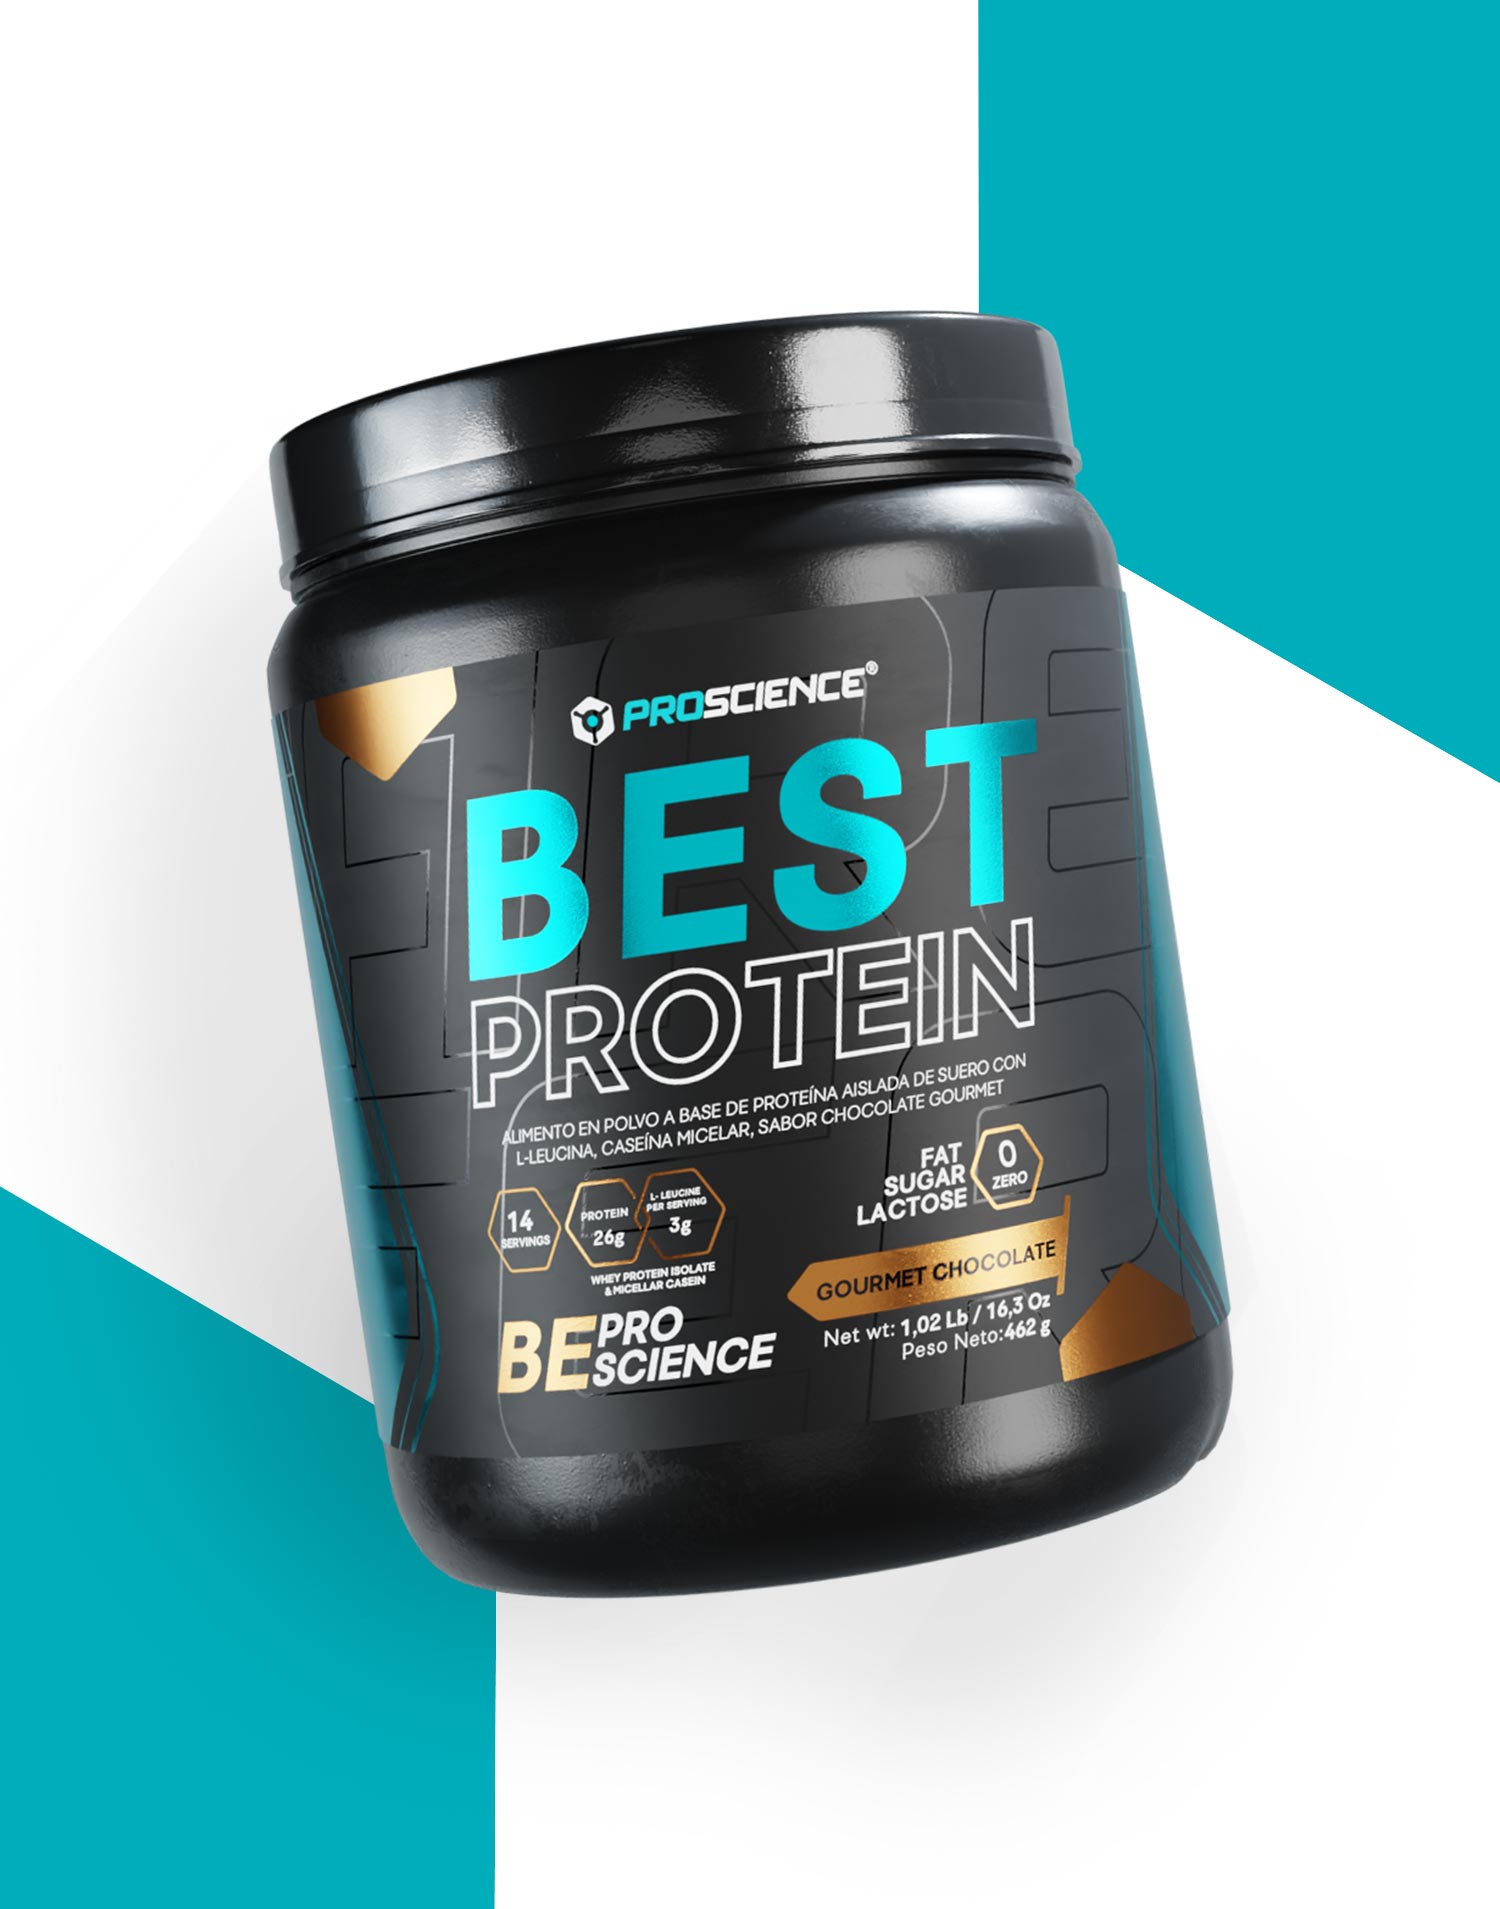 PROSCIENCE®
BEST
PROTEIN
ALIMENTO EN POLVO A BASE DE PROTEÍNA AISLADA DE SUERO CON
L-LEUCINA, CASEÍNA MICELAR, SABOR CHOCOLATE GOURMET
14
SERVINGS
PROTEIN
26g
L- LEUCINE
PER SERVING
3g
WHEY PROTEIN ISOLATE
& MICELLAR CASEIN
BE PRO
SCIENCE
FAT
SUGAR
LACTOSE
0
ZERO
GOURMET CHOCOLATE
Net wt: 1,02 Lb / 16,3 Oz
Peso Neto:462 g